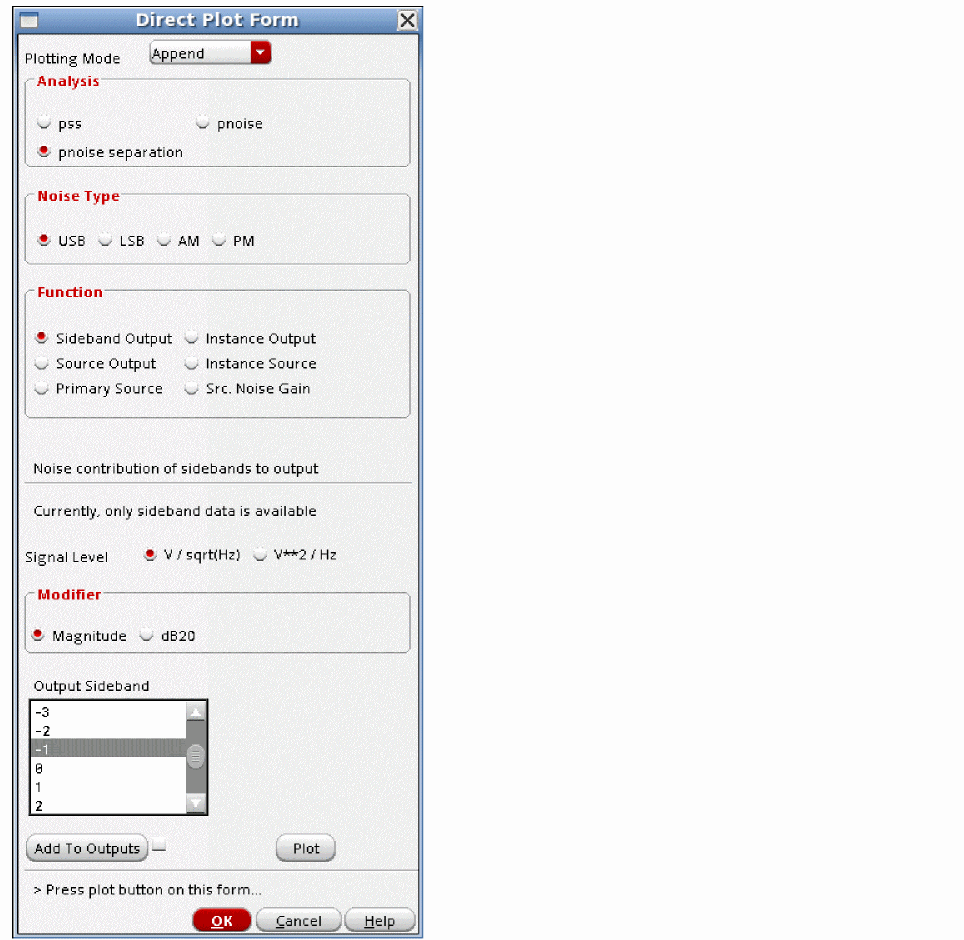 Direct Plot Form
Plotting Mode Append
Analysis
pss pnoise
pnoise separation
Noise Type
USB LSB AM PM
Function
Sideband Output Instance Output
Source Output Instance Source
Primary Source Src. Noise Gain
Noise contribution of sidebands to output
Currently, only sideband data is available
Signal Level V / sqrt(Hz) V**2 / Hz
Modifier
Magnitude dB20
Output Sideband
-3
-2
-1
0
1
2
Add To Outputs Plot
> Press plot button on this form...
OK Cancel Help